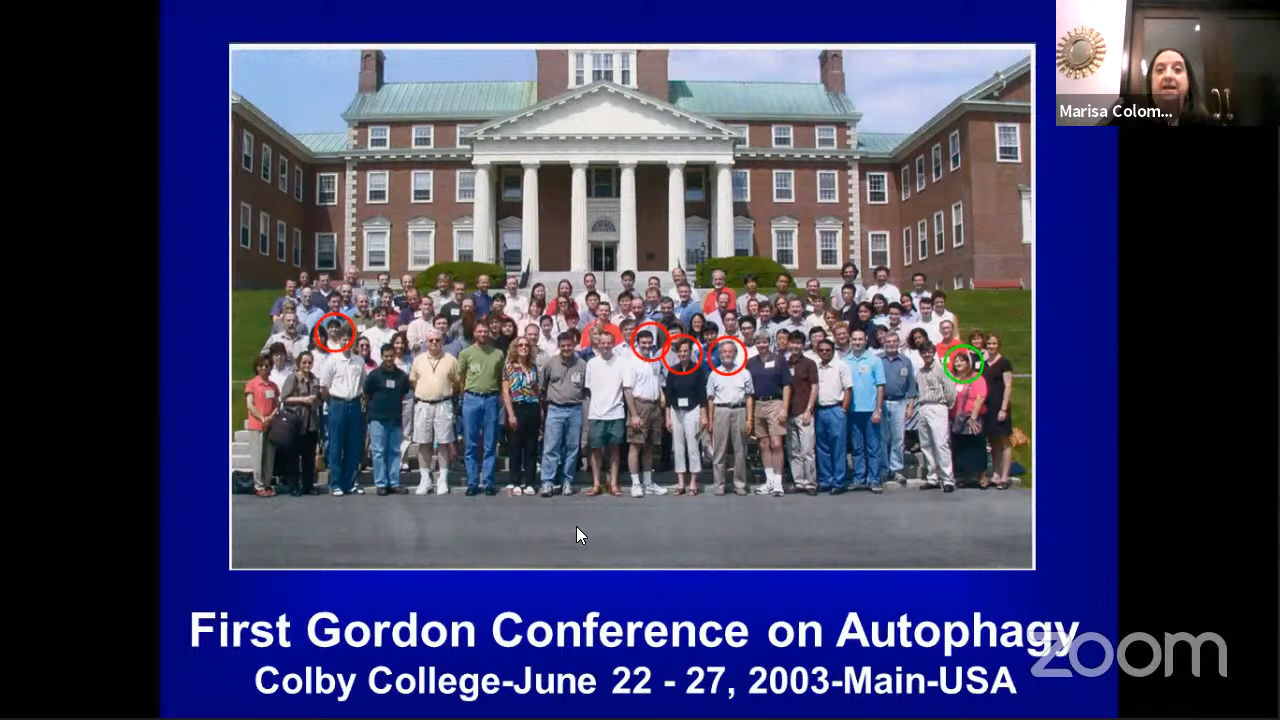 Marisa Colom...
First Gordon Conference on Autophagy
Colby College-June 22 - 27, 2003-Main-USA
zoom